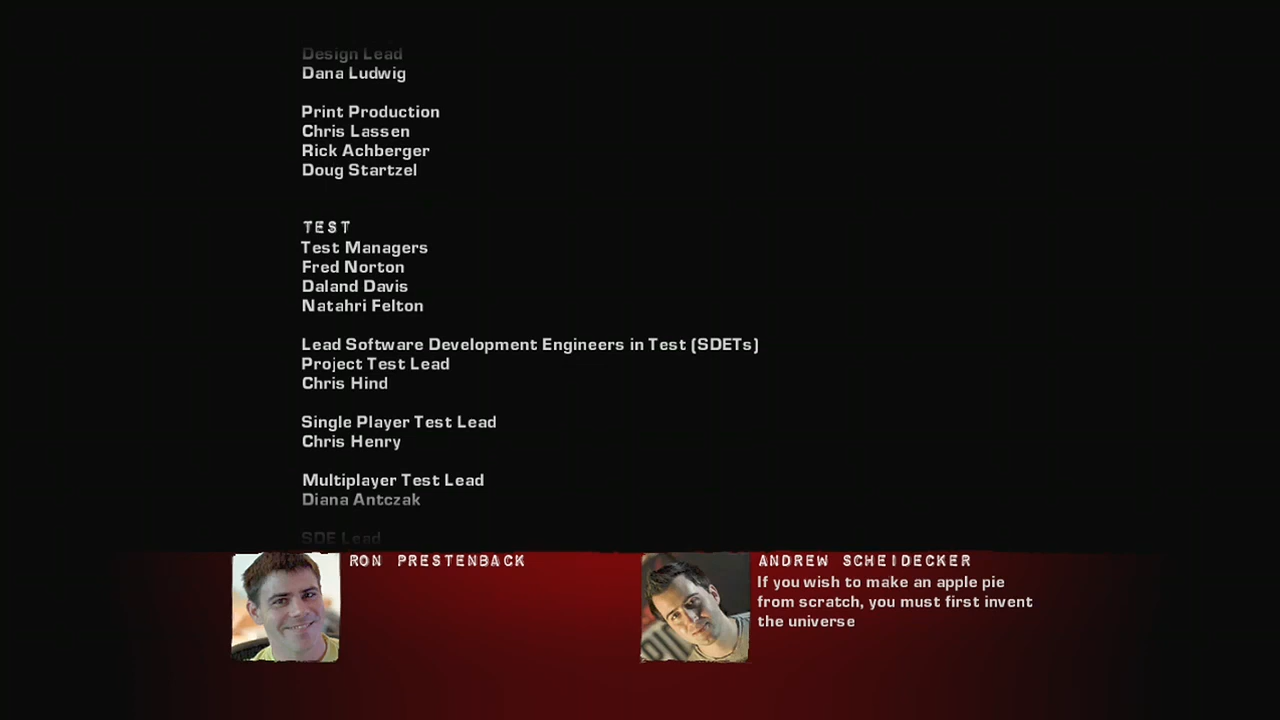 Design Lead
Dana Ludwig
Print Production
Chris Lassen
Rick Achberger
Doug Startzel
TEST
Test Managers
Fred Norton
Daland Davis
Natahri Felton
Lead Software Development Engineers in Test (SDETs)
Project Test Lead
Chris Hind
Single Player Test Lead
Chris Henry
Multiplayer Test Lead
Diana Antczak
SDE Lead
RON PRESTENBACK
ANDREW SCHEIDECKER
If you wish to make an apple pie
from scratch, you must first invent
the universe